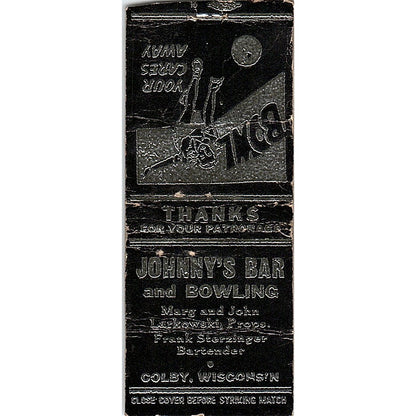 BOWL
YOUR
CARES
AWAY
THANKS
FOR YOUR PATRONAGE
JOHNNY'S BAR
and BOWLING
Marg and John
Larkowski, Props.
Frank Sterzinger
Bartender
COLBY, WISCONSIN
CLOSE COVER BEFORE STRIKING MATCH